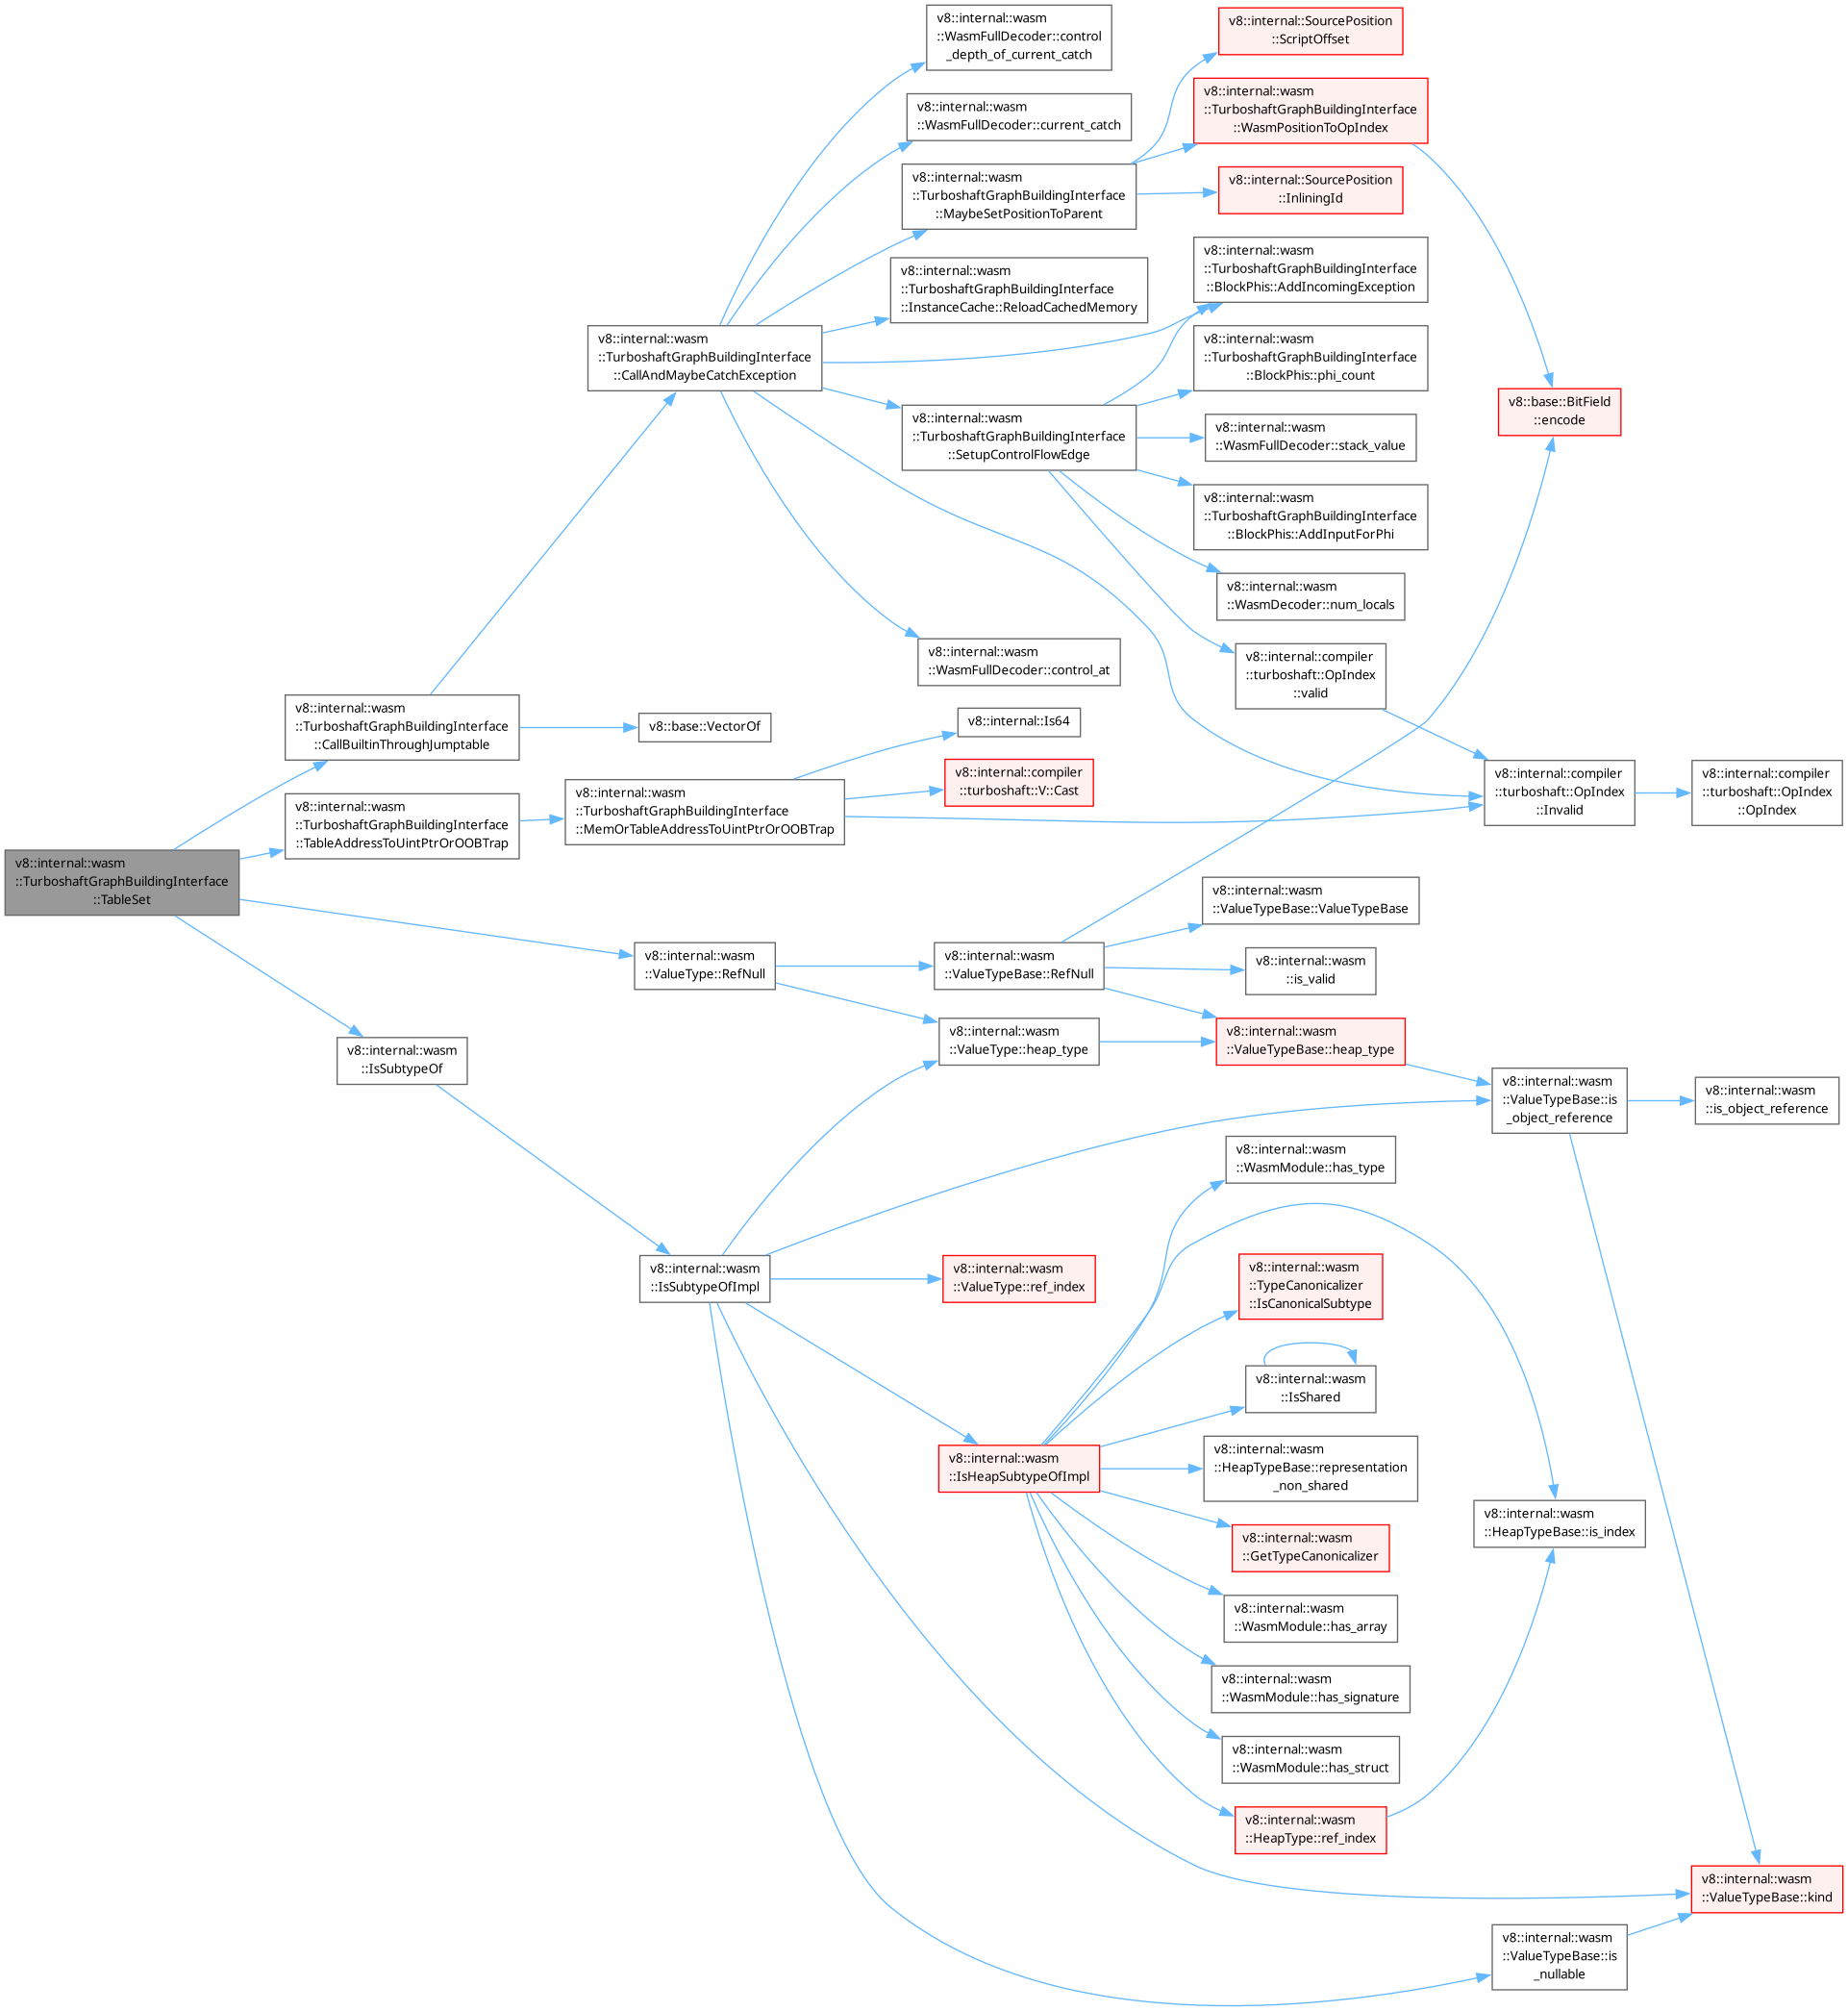 v8::internal::wasm
::TurboshaftGraphBuildingInterface
::TableSet
v8::internal::wasm
::TurboshaftGraphBuildingInterface
::CallBuiltinThroughJumptable
v8::internal::wasm
::TurboshaftGraphBuildingInterface
::TableAddressToUintPtrOrOOBTrap
v8::internal::wasm
::IsSubtypeOf
v8::internal::wasm
::TurboshaftGraphBuildingInterface
::CallAndMaybeCatchException
v8::base::VectorOf
v8::internal::wasm
::TurboshaftGraphBuildingInterface
::MemOrTableAddressToUintPtrOrOOBTrap
v8::internal::wasm
::ValueType::RefNull
v8::internal::wasm
::IsSubtypeOfImpl
v8::internal::wasm
::WasmFullDecoder::control
_depth_of_current_catch
v8::internal::wasm
::WasmFullDecoder::current_catch
v8::internal::wasm
::TurboshaftGraphBuildingInterface
::MaybeSetPositionToParent
v8::internal::wasm
::TurboshaftGraphBuildingInterface
::InstanceCache::ReloadCachedMemory
v8::internal::wasm
::TurboshaftGraphBuildingInterface
::SetupControlFlowEdge
v8::internal::wasm
::WasmFullDecoder::control_at
v8::internal::Is64
v8::internal::compiler
::turboshaft::V::Cast
v8::internal::wasm
::ValueTypeBase::RefNull
v8::internal::wasm
::ValueType::heap_type
v8::internal::wasm
::ValueType::ref_index
v8::internal::wasm
::IsHeapSubtypeOfImpl
v8::internal::SourcePosition
::ScriptOffset
v8::internal::wasm
::TurboshaftGraphBuildingInterface
::WasmPositionToOpIndex
v8::internal::SourcePosition
::InliningId
v8::internal::wasm
::TurboshaftGraphBuildingInterface
::BlockPhis::AddIncomingException
v8::internal::wasm
::TurboshaftGraphBuildingInterface
::BlockPhis::phi_count
v8::internal::wasm
::WasmFullDecoder::stack_value
v8::internal::wasm
::TurboshaftGraphBuildingInterface
::BlockPhis::AddInputForPhi
v8::internal::wasm
::WasmDecoder::num_locals
v8::internal::compiler
::turboshaft::OpIndex
::valid
v8::internal::wasm
::ValueTypeBase::ValueTypeBase
v8::internal::wasm
::is_valid
v8::internal::wasm
::ValueTypeBase::heap_type
v8::internal::wasm
::WasmModule::has_type
v8::internal::wasm
::TypeCanonicalizer
::IsCanonicalSubtype
v8::internal::wasm
::IsShared
v8::internal::wasm
::HeapTypeBase::representation
_non_shared
v8::internal::wasm
::GetTypeCanonicalizer
v8::internal::wasm
::WasmModule::has_array
v8::internal::wasm
::WasmModule::has_signature
v8::internal::wasm
::WasmModule::has_struct
v8::internal::wasm
::HeapType::ref_index
v8::base::BitField
::encode
v8::internal::compiler
::turboshaft::OpIndex
::Invalid
v8::internal::wasm
::ValueTypeBase::is
_object_reference
v8::internal::wasm
::HeapTypeBase::is_index
v8::internal::wasm
::ValueTypeBase::is
_nullable
v8::internal::compiler
::turboshaft::OpIndex
::OpIndex
v8::internal::wasm
::is_object_reference
v8::internal::wasm
::ValueTypeBase::kind